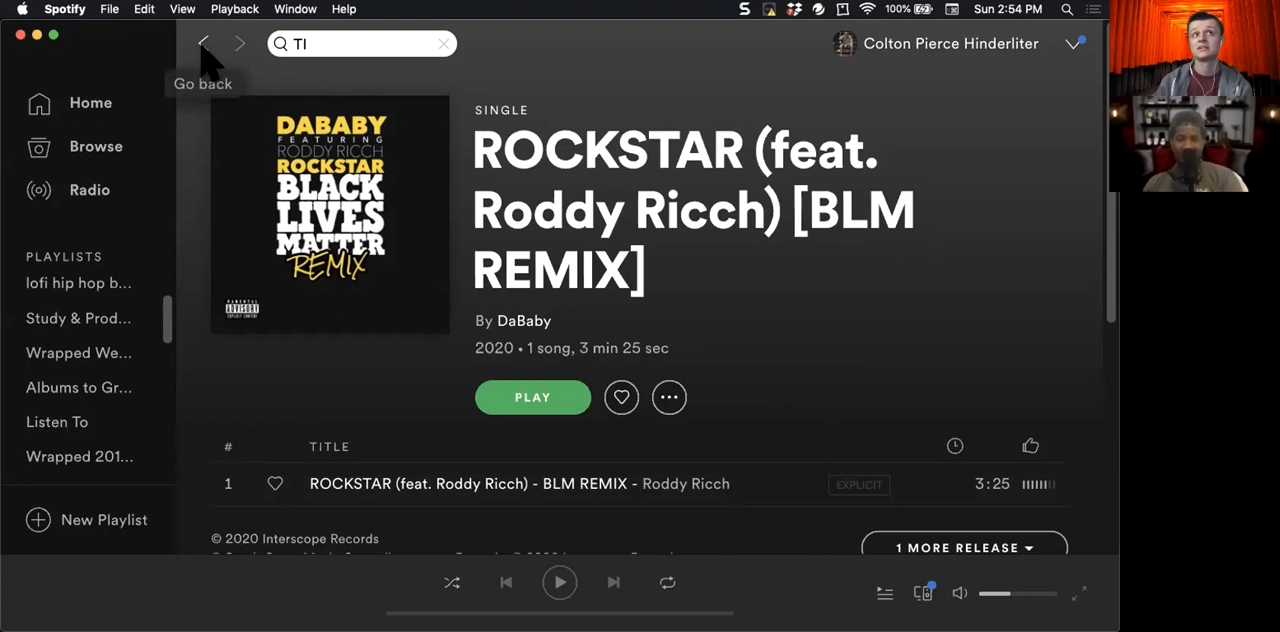 Spotify File Edit View Playback Window Help
100% Sun 2:54 PM
TI
Colton Pierce Hinderliter
Go back
Home
Browse
Radio
PLAYLISTS
lofi hip hop b...
Study & Prod...
Wrapped We...
Albums to Gr...
Listen To
Wrapped 201...
New Playlist
DABABY
FEATURING
RODDY RICCH
ROCKSTAR
BLACK
LIVES
MATTER
REMIX
PARENTAL
ADVISORY
SINGLE
ROCKSTAR (feat.
Roddy Ricch) [BLM
REMIX]
By DaBaby
2020 • 1 song, 3 min 25 sec
PLAY
# TITLE
1 ROCKSTAR (feat. Roddy Ricch) - BLM REMIX - Roddy Ricch EXPLICIT 3:25
© 2020 Interscope Records
1 MORE RELEASE